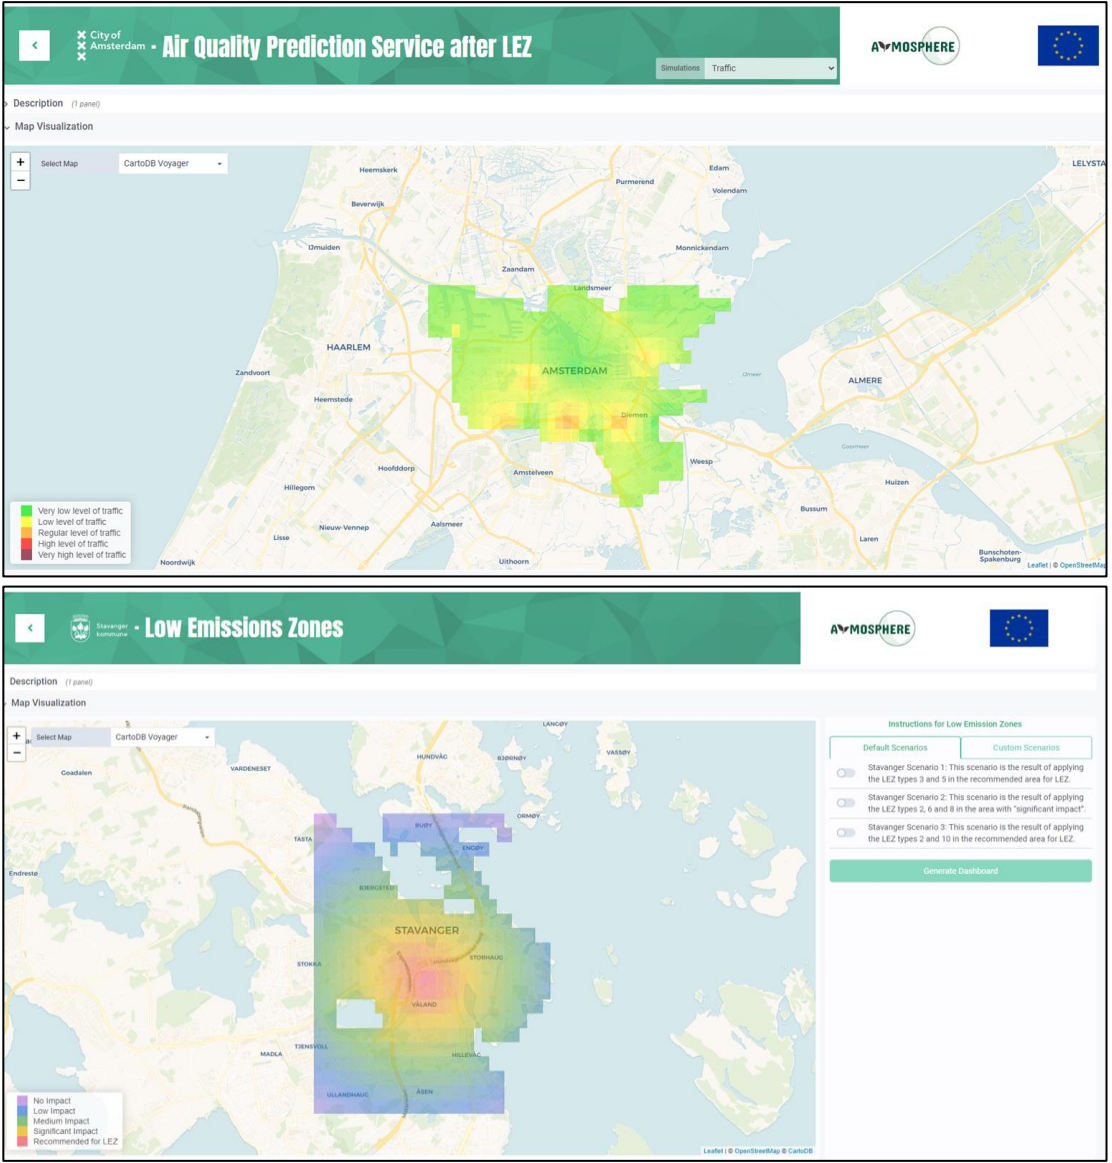 City of
Amsterdam - Air Quality Prediction Service after LEZ
Simulations Traffic
A MOSPHERE
Description (1 panel)
Map Visualization
+
−
Select Map CartoDB Voyager
Heemskerk
Edam
LELYSTA
Purmerend
Volendam
Beverwijk
IJmuiden
Monnickendam
Zaandam
Landsmeer
HAARLEM
Zandvoort
AMSTERDAM
IJmeer
ALMERE
Heemstede
Diemen
Gooimeer
Hoofddorp
Amstelveen
Weesp
Hillegom
Huizen
Bussum
Nieuw-Vennep
Aalsmeer
Lisse
Laren
Noordwijk
Uithoorn
Bunschoten-
Spakenburg
Very low level of traffic
Low level of traffic
Regular level of traffic
High level of traffic
Very high level of traffic
Leaflet | © OpenStreetMap
Stavanger
kommune - Low Emissions Zones
A MOSPHERE
Description (1 panel)
Map Visualization
+
−
Select Map CartoDB Voyager
LANGØY
HUNDVÅG
BJØRNØY
VASSØY
Goadalen
VARDENESET
ORMØY
BUØY
TASTA
ENGØY
Endrestø
BJERGSTED
STAVANGER
STOKKA
STORHAUG
VÅLAND
TJENSVOLL
MADLA
HILLEVÅG
ULLANDHAUG
ÅSEN
No Impact
Low Impact
Medium Impact
Significant Impact
Recommended for LEZ
Leaflet | © OpenStreetMap © CartoDB
Instructions for Low Emission Zones
Default Scenarios Custom Scenarios
Stavanger Scenario 1: This scenario is the result of applying
the LEZ types 3 and 5 in the recommended area for LEZ.
Stavanger Scenario 2: This scenario is the result of applying
the LEZ types 2, 6 and 8 in the area with "significant impact".
Stavanger Scenario 3: This scenario is the result of applying
the LEZ types 2 and 10 in the recommended area for LEZ.
Generate Dashboard